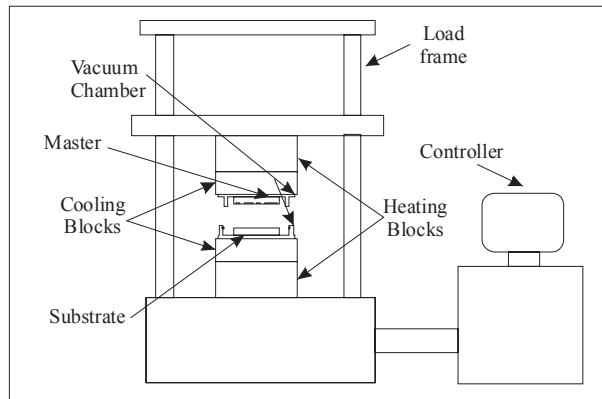 Load
frame
Vacuum
Chamber
Master
Controller
Cooling
Blocks
Heating
Blocks
Substrate